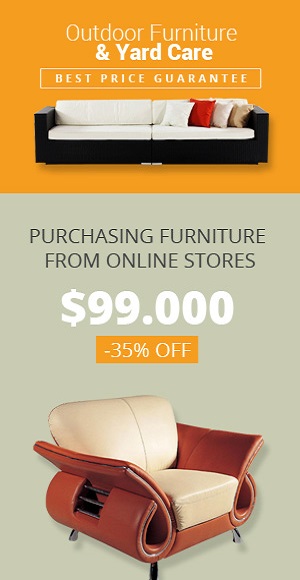 Outdoor Furniture
& Yard Care
BEST PRICE GUARANTEE
PURCHASING FURNITURE
FROM ONLINE STORES
$99.000
-35% OFF